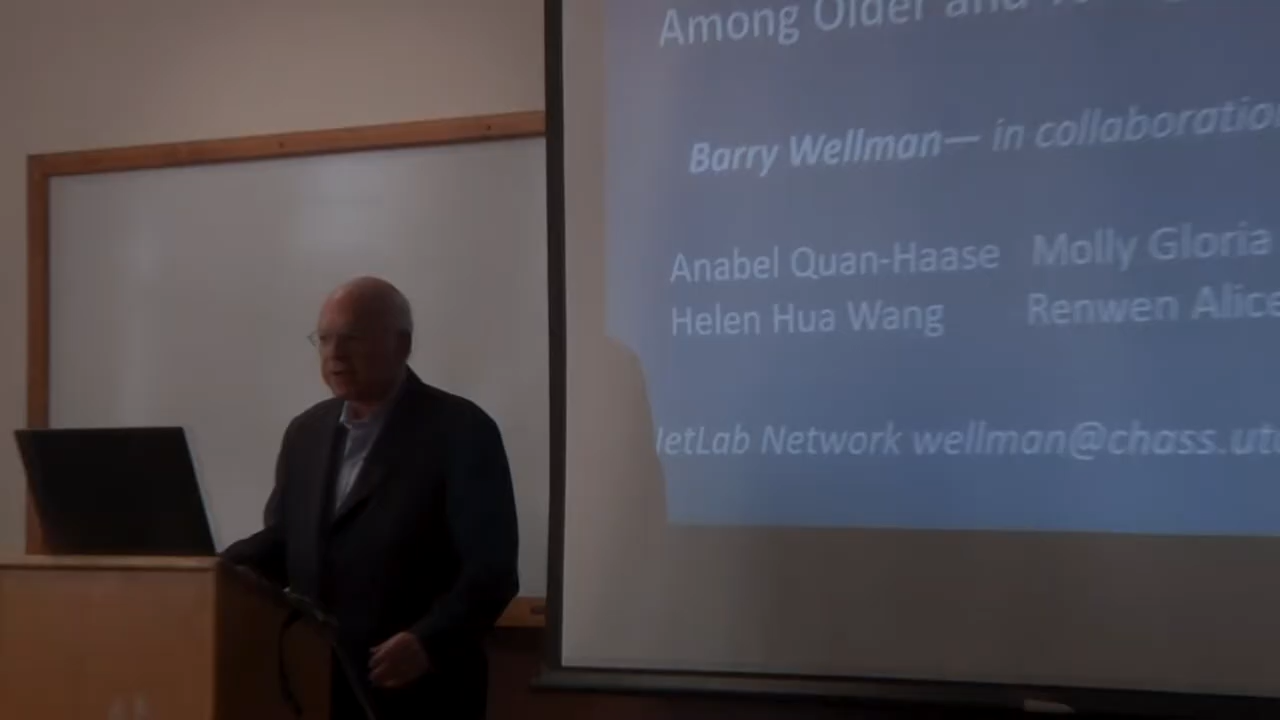 Among Older and
Barry Wellman— in collaboratio
Anabel Quan-Haase Molly Gloria
Helen Hua Wang Renwen Alice
NetLab Network wellman@chass.ut